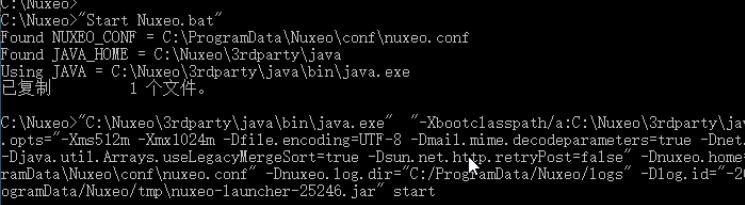 C:\Nuxeo>
C:\Nuxeo>"Start Nuxeo.bat"
Found NUXEO_CONF = C:\ProgramData\Nuxeo\conf\nuxeo.conf
Found JAVA_HOME = C:\Nuxeo\3rdparty\java
Using JAVA = C:\Nuxeo\3rdparty\java\bin\java.exe
已复制         1 个文件。
C:\Nuxeo>"C:\Nuxeo\3rdparty\java\bin\java.exe"  "-Xbootclasspath/a:C:\Nuxeo\3rdparty\jav
.opts="-Xms512m -Xmx1024m -Dfile.encoding=UTF-8 -Dmail.mime.decodeparameters=true -Dnet.
-Djava.util.Arrays.useLegacyMergeSort=true -Dsun.net.http.retryPost=false" -Dnuxeo.home=
ramData\Nuxeo\conf\nuxeo.conf" -Dnuxeo.log.dir="C:/ProgramData/Nuxeo/logs" -Dlog.id="-20
ogramData/Nuxeo/tmp\nuxeo-launcher-25246.jar" start